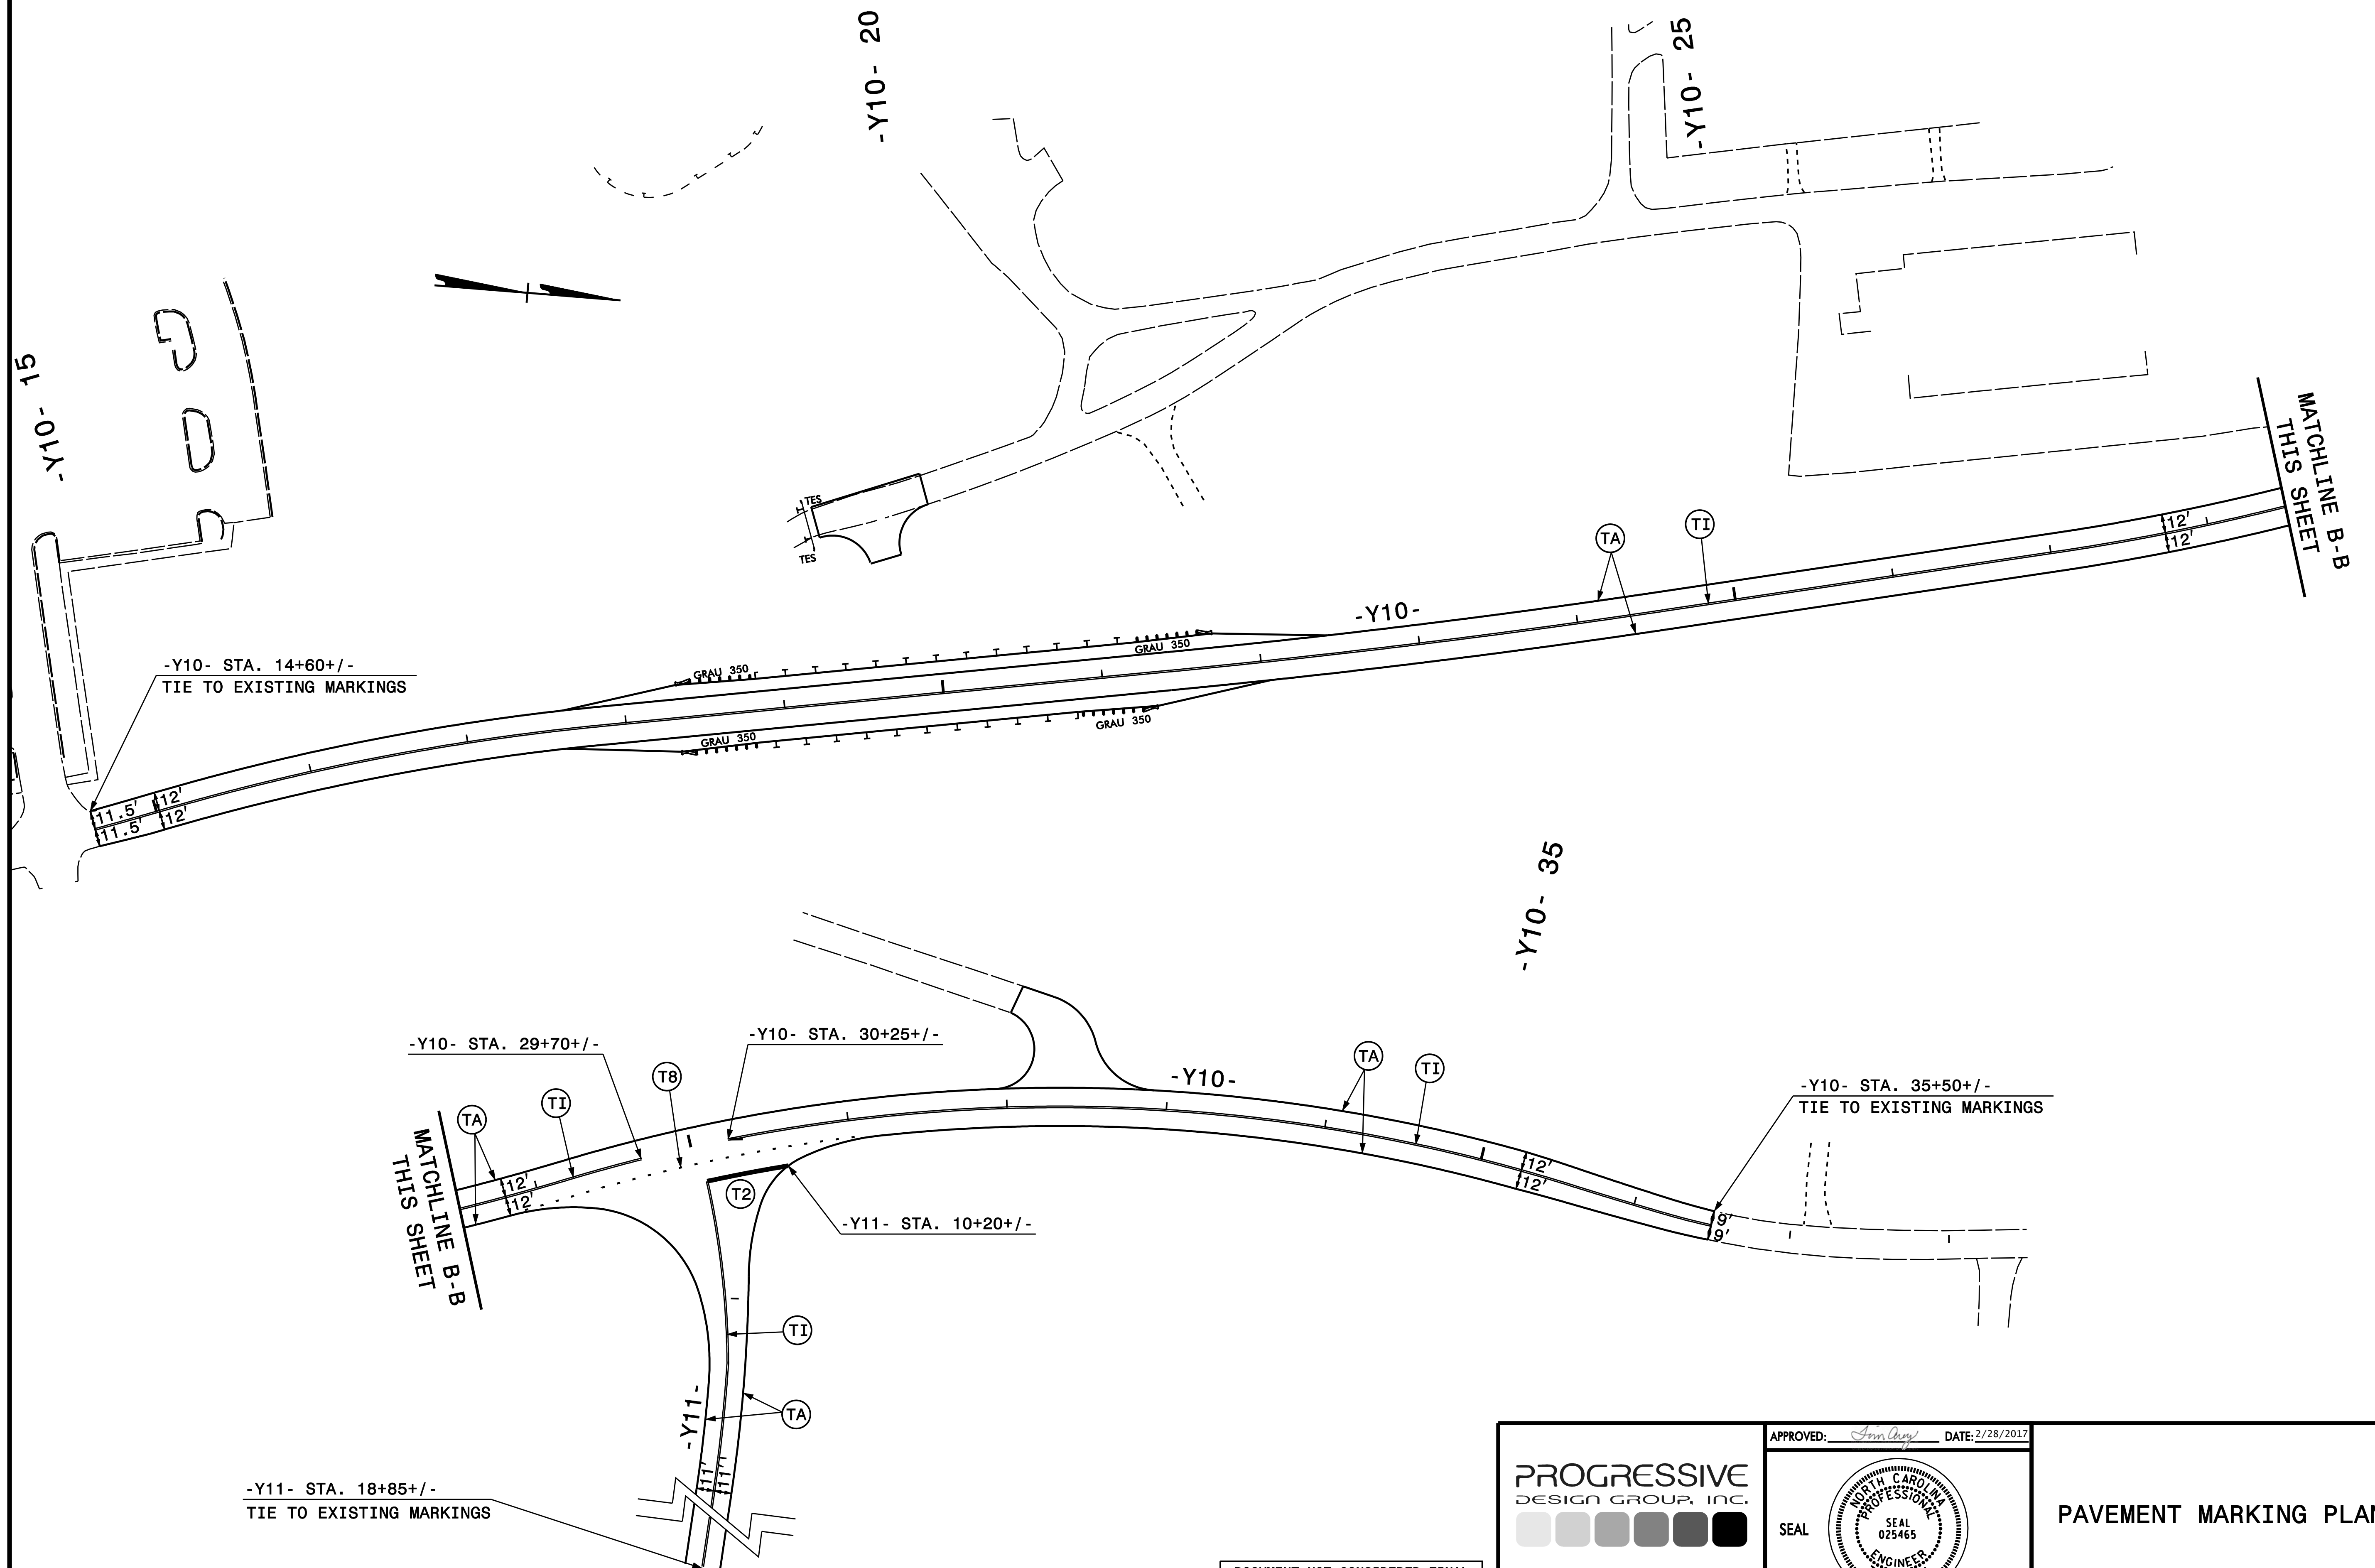 -Y10- 15
-Y10- 20
-Y10- 25
TES
TES
MATCHLINE B-B
THIS SHEET
TA
TI
12'
12'
-Y10-
GRAU 350
GRAU 350
GRAU 350
GRAU 350
-Y10- STA. 14+60+/-
TIE TO EXISTING MARKINGS
11.5'
11.5'
12'
12'
-Y10- 35
-Y10- STA. 29+70+/-
-Y10- STA. 30+25+/-
T8
TI
TA
MATCHLINE B-B
THIS SHEET
12'
12'
-Y10-
TA
TI
-Y10- STA. 35+50+/-
TIE TO EXISTING MARKINGS
12'
12'
9'
9'
T2
-Y11- STA. 10+20+/-
TI
TA
-Y11-
11'
11'
-Y11- STA. 18+85+/-
TIE TO EXISTING MARKINGS
PROGRESSIVE
DESIGN GROUP, INC.
APPROVED:
DATE: 2/28/2017
SEAL
NORTH CAROLINA
PROFESSIONAL
SEAL
025465
ENGINEER
PAVEMENT MARKING PLAN